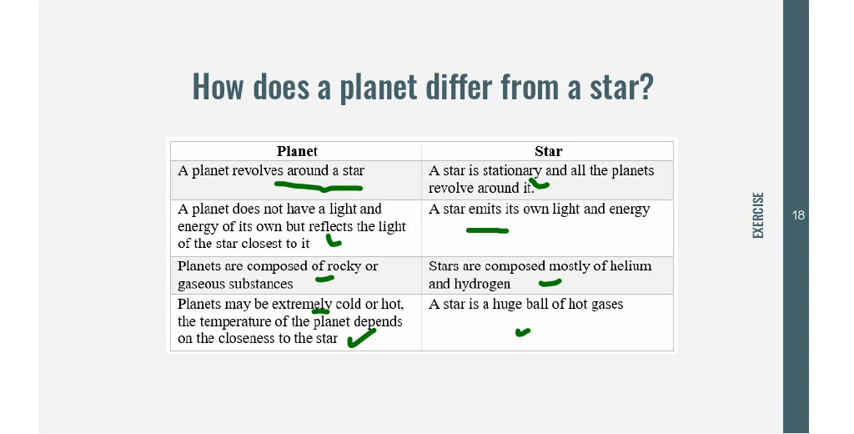 How does a planet differ from a star?
Planet
Star
A planet revolves around a star
A star is stationary and all the planets
revolve around it.
A planet does not have a light and
energy of its own but reflects the light
of the star closest to it
A star emits its own light and energy
Planets are composed of rocky or
gaseous substances
Stars are composed mostly of helium
and hydrogen
Planets may be extremely cold or hot,
the temperature of the planet depends
on the closeness to the star
A star is a huge ball of hot gases
EXERCISE
18